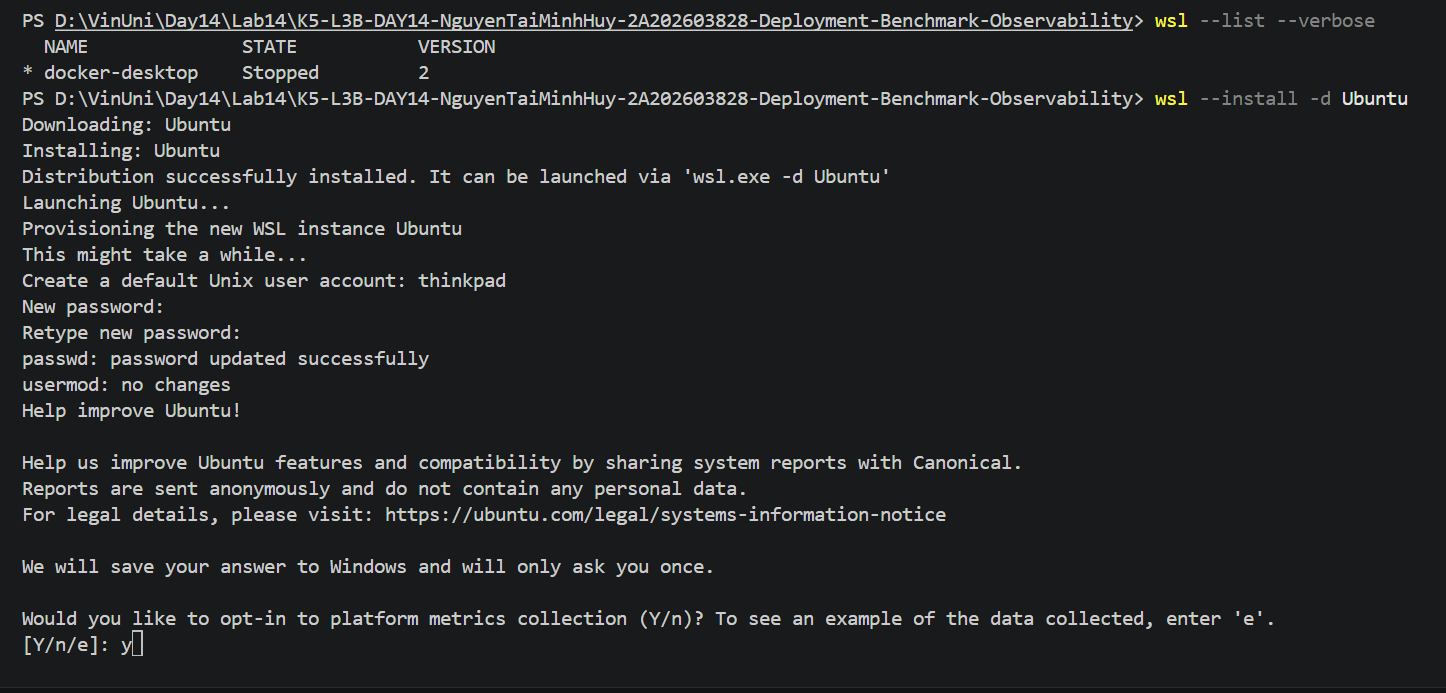 PS D:\VinUni\Day14\Lab14\K5-L3B-DAY14-NguyenTaiMinhHuy-2A202603828-Deployment-Benchmark-Observability> wsl --list --verbose
  NAME              STATE           VERSION
* docker-desktop    Stopped         2
PS D:\VinUni\Day14\Lab14\K5-L3B-DAY14-NguyenTaiMinhHuy-2A202603828-Deployment-Benchmark-Observability> wsl --install -d Ubuntu
Downloading: Ubuntu
Installing: Ubuntu
Distribution successfully installed. It can be launched via 'wsl.exe -d Ubuntu'
Launching Ubuntu...
Provisioning the new WSL instance Ubuntu
This might take a while...
Create a default Unix user account: thinkpad
New password:
Retype new password:
passwd: password updated successfully
usermod: no changes
Help improve Ubuntu!

Help us improve Ubuntu features and compatibility by sharing system reports with Canonical.
Reports are sent anonymously and do not contain any personal data.
For legal details, please visit: https://ubuntu.com/legal/systems-information-notice

We will save your answer to Windows and will only ask you once.

Would you like to opt-in to platform metrics collection (Y/n)? To see an example of the data collected, enter 'e'.
[Y/n/e]: y